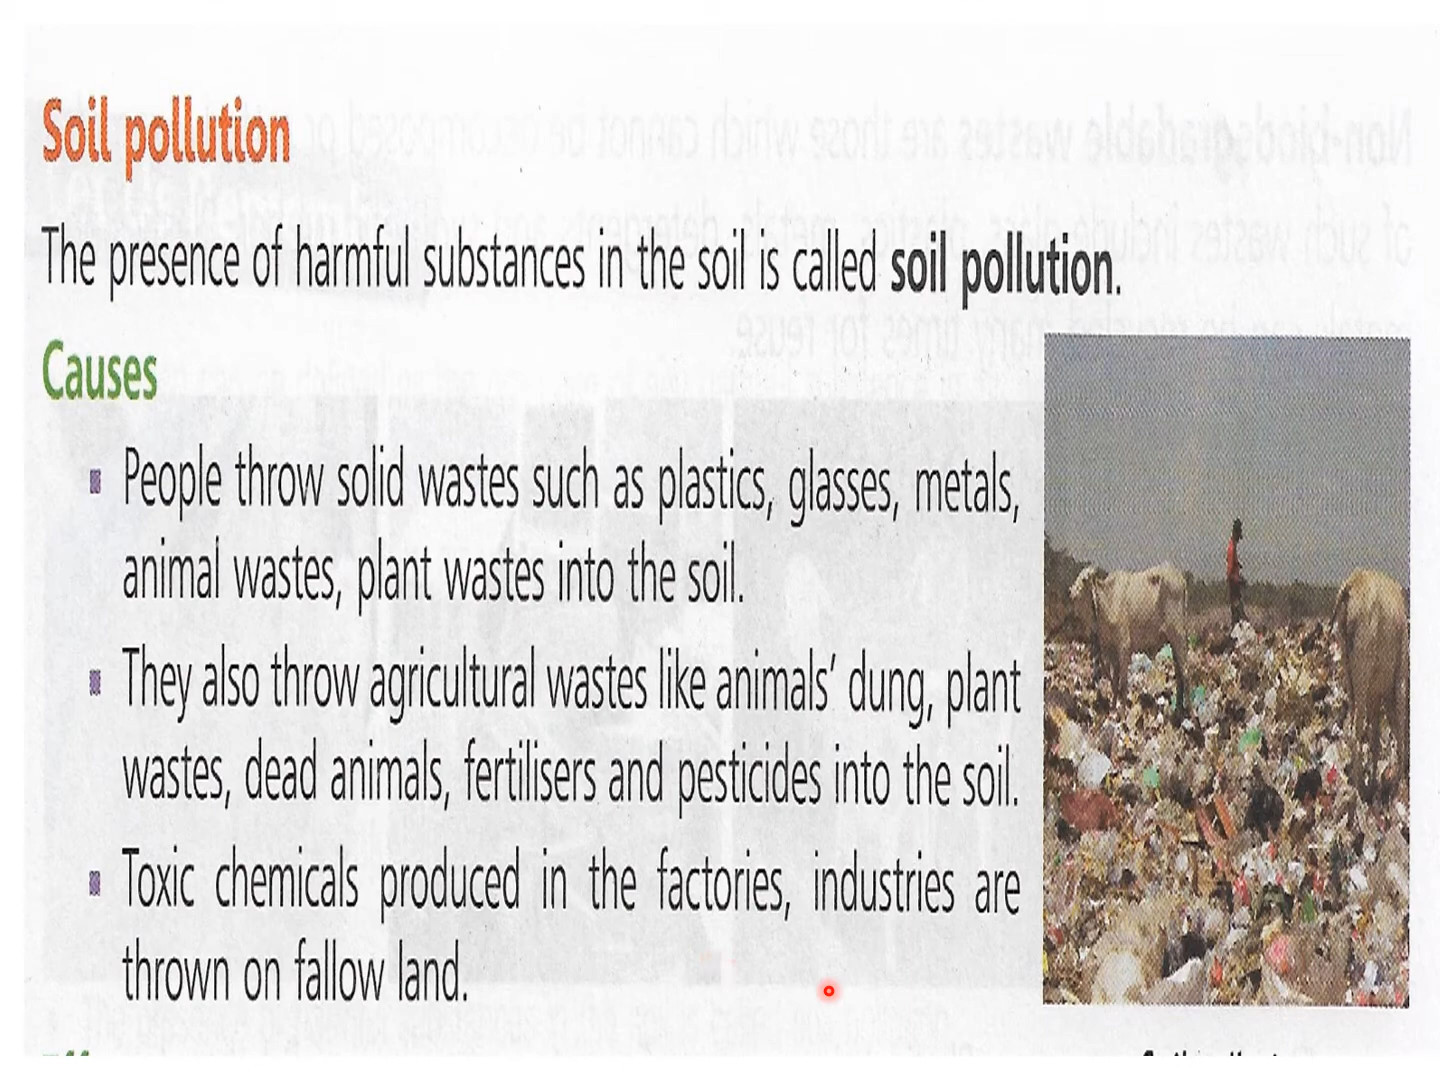 Soil pollution
The presence of harmful substances in the soil is called soil pollution.
Causes
▪ People throw solid wastes such as plastics, glasses, metals,
animal wastes, plant wastes into the soil.
▪ They also throw agricultural wastes like animals’ dung, plant
wastes, dead animals, fertilisers and pesticides into the soil.
▪ Toxic chemicals produced in the factories, industries are
thrown on fallow land.